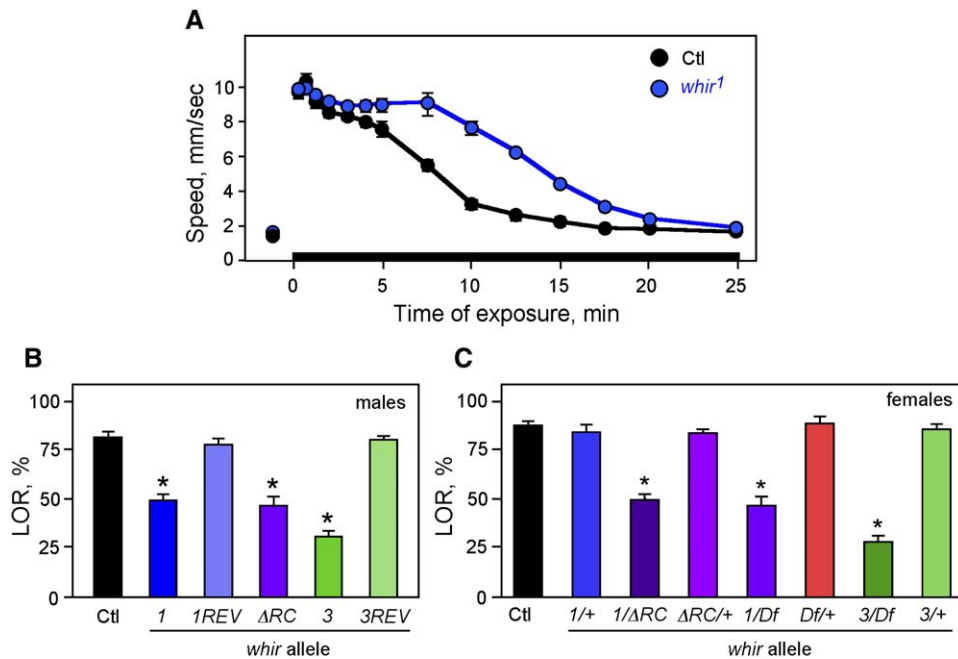 A
Speed, mm/sec
10
8
6
4
2
0
Ctl
whir1
0 5 10 15 20 25
Time of exposure, min
B
LOR, %
100
75
50
25
0
males
* * *
Ctl 1 1REV ΔRC 3 3REV
whir allele
C
LOR, %
100
75
50
25
0
females
* * *
Ctl 1/+ 1/ΔRC ΔRC/+ 1/Df Df/+ 3/Df 3/+
whir allele